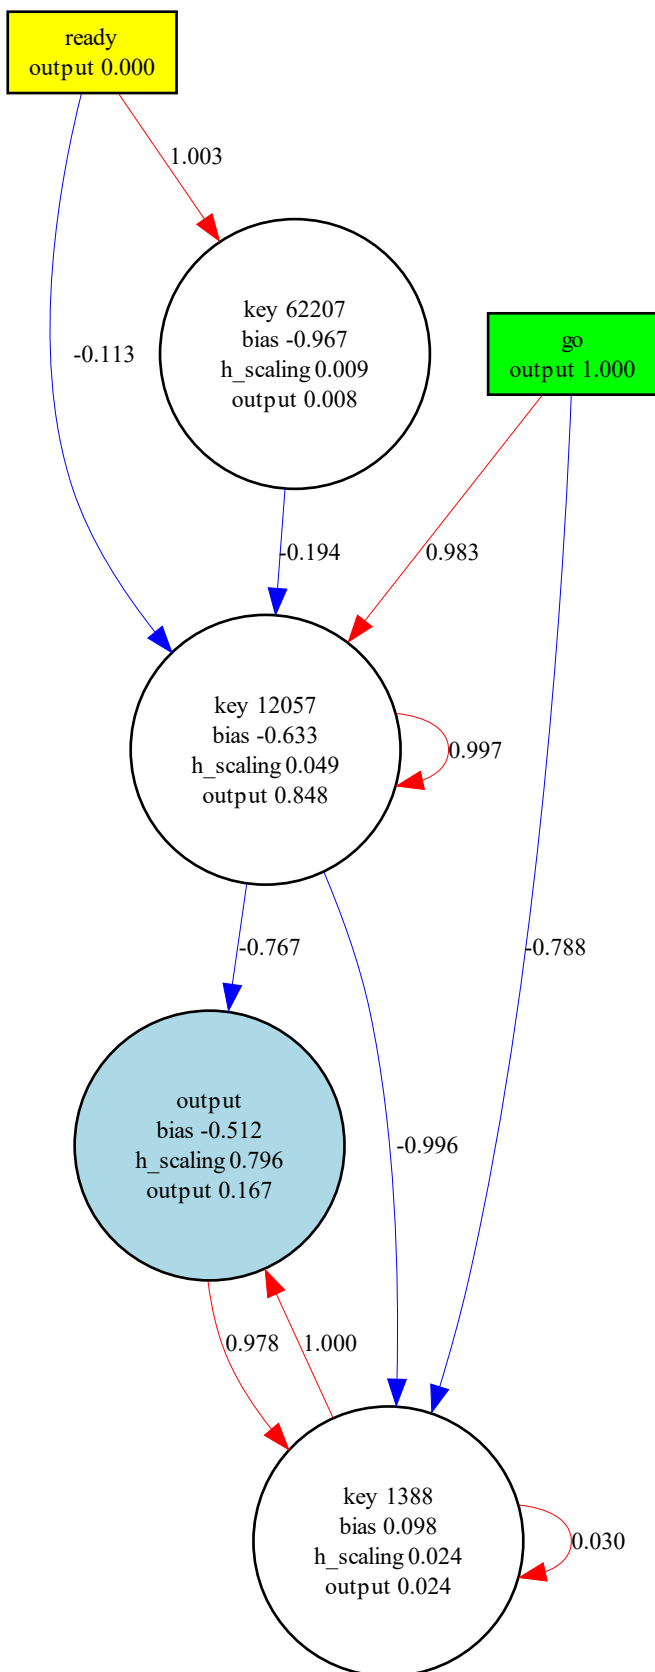 ready
output 0.000
1.003
-0.113
key 62207
bias -0.967
h_scaling 0.009
output 0.008
go
output 1.000
-0.194
0.983
key 12057
bias -0.633
h_scaling 0.049
output 0.848
0.997
-0.767
-0.788
output
bias -0.512
h_scaling 0.796
output 0.167
-0.996
0.978
1.000
key 1388
bias 0.098
h_scaling 0.024
output 0.024
0.030